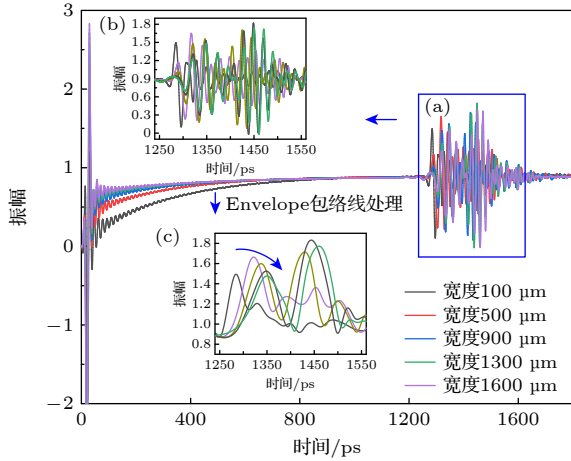 (b)
振幅
1.8
1.5
1.2
0.9
0.6
0.3
0
1250 1350 1450 1550
时间/ps
(a)
Envelope包络线处理
(c)
振幅
1.8
1.6
1.4
1.2
1.0
0.8
1250 1350 1450 1550
时间/ps
宽度100 µm
宽度500 µm
宽度900 µm
宽度1300 µm
宽度1600 µm
振幅
3
2
1
0
−1
−2
0 400 800 1200 1600
时间/ps